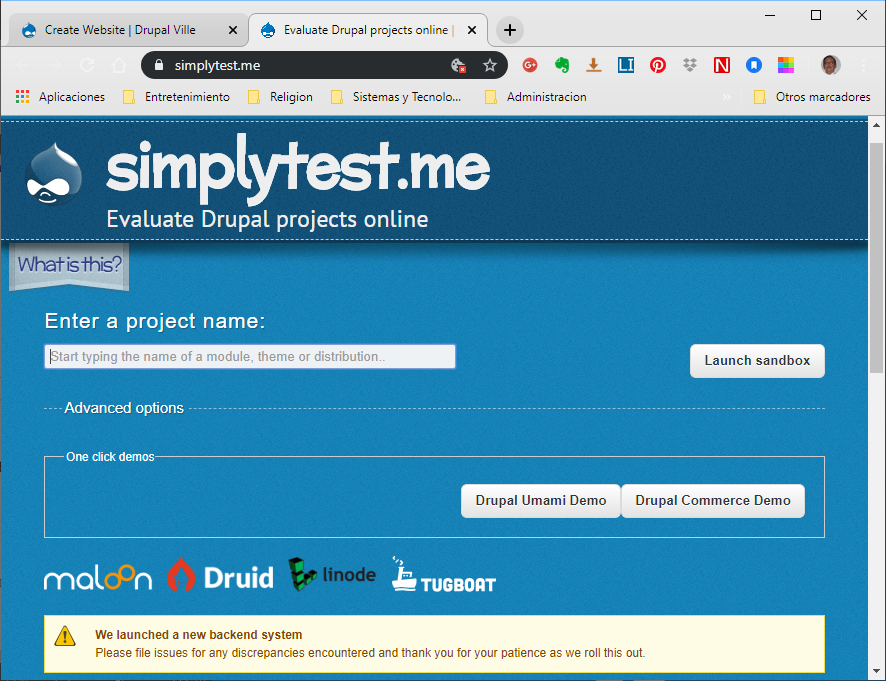 Create Website | Drupal Ville
Evaluate Drupal projects online |
simplytest.me
Aplicaciones
Entretenimiento
Religion
Sistemas y Tecnolo...
Administracion
Otros marcadores
simplytest.me
Evaluate Drupal projects online
What is this?
Enter a project name:
Start typing the name of a module, theme or distribution..
Launch sandbox
Advanced options
One click demos
Drupal Umami Demo
Drupal Commerce Demo
maloon
Druid
linode
TUGBOAT
We launched a new backend system
Please file issues for any discrepancies encountered and thank you for your patience as we roll this out.